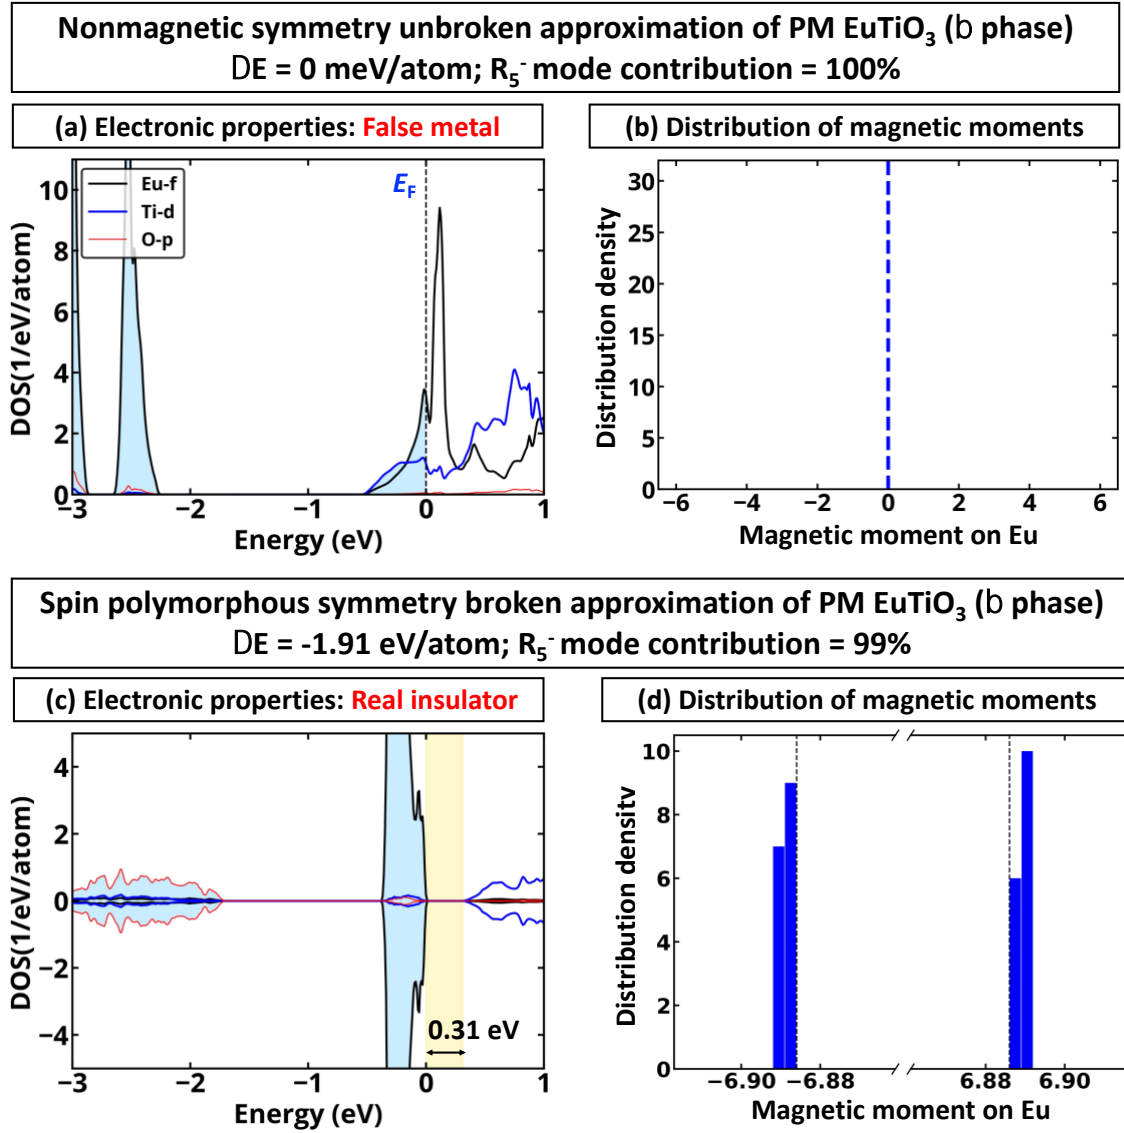 Nonmagnetic symmetry unbroken approximation of PM EuTiO3 (b phase)
DE = 0 meV/atom; R5- mode contribution = 100%
(a) Electronic properties: False metal
(b) Distribution of magnetic moments
Eu-f
Ti-d
O-p
EF
DOS(1/eV/atom)
10
8
6
4
2
0
−3 −2 −1 0 1
Energy (eV)
Distribution density
30
25
20
15
10
5
0
−6 −4 −2 0 2 4 6
Magnetic moment on Eu
Spin polymorphous symmetry broken approximation of PM EuTiO3 (b phase)
DE = -1.91 eV/atom; R5- mode contribution = 99%
(c) Electronic properties: Real insulator
(d) Distribution of magnetic moments
DOS(1/eV/atom)
4
2
0
−2
−4
0.31 eV
−3 −2 −1 0 1
Energy (eV)
Distribution density
10
8
6
4
2
0
−6.90 −6.88 6.88 6.90
Magnetic moment on Eu